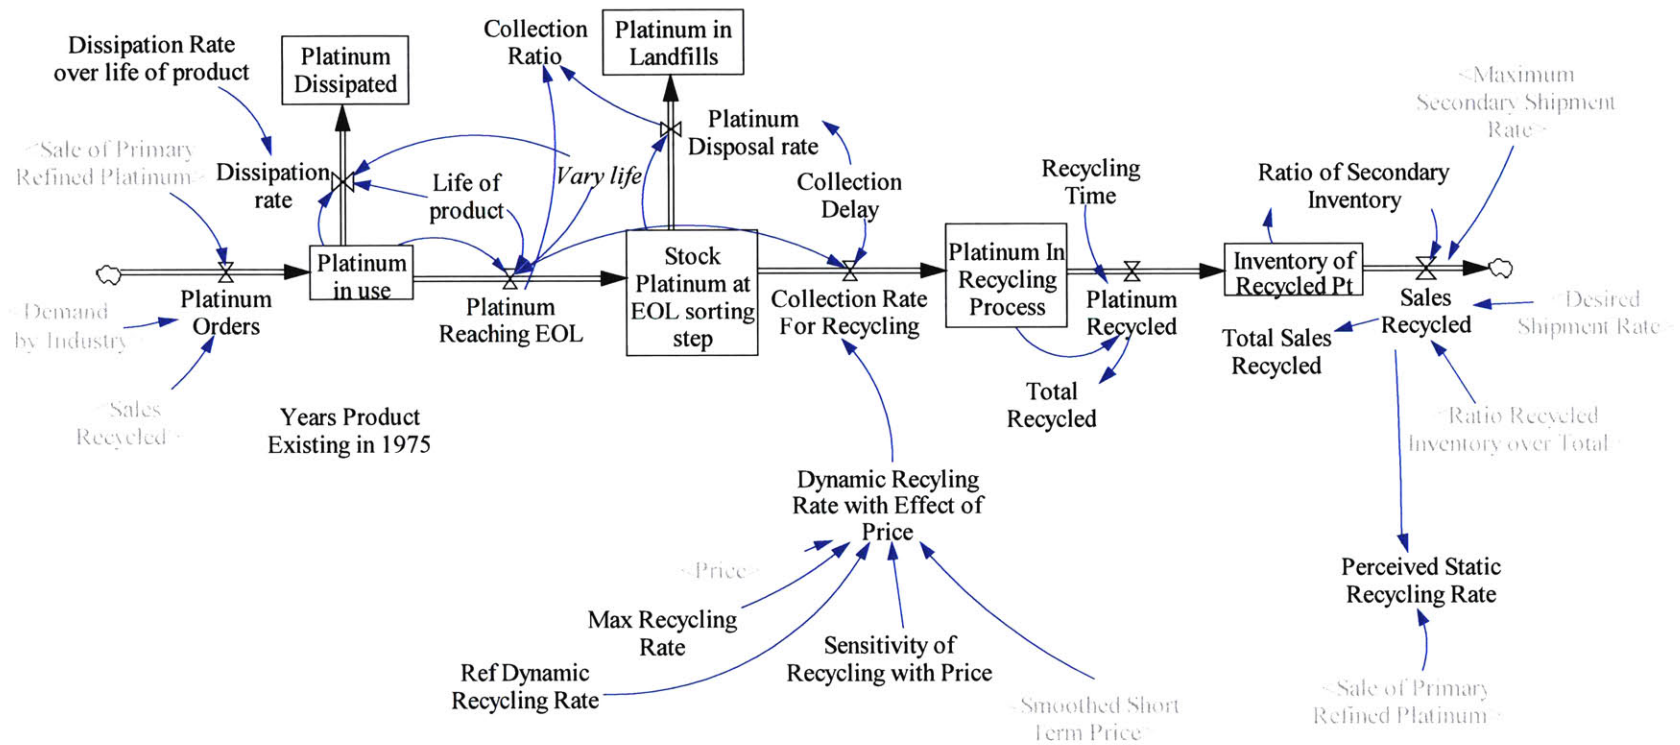 Dissipation Rate
over life of product
Platinum
Dissipated
Collection
Ratio
Platinum in
Landfills
<Maximum
Secondary Shipment
Rate>
<Sale of Primary
Refined Platinum>
Dissipation
rate
Life of
product
Vary life
Platinum
Disposal rate
Collection
Delay
Recycling
Time
Ratio of Secondary
Inventory
Platinum
in use
Stock
Platinum at
EOL sorting
step
Platinum In
Recycling
Process
Inventory of
Recycled Pt
Platinum
Orders
Platinum
Reaching EOL
Collection Rate
For Recycling
Platinum
Recycled
Sales
Recycled
<Demand
by Industry>
<Desired
Shipment Rate>
Total Sales
Recycled
<Sales
Recycled>
Years Product
Existing in 1975
Total
Recycled
<Ratio Recycled
Inventory over Total>
Dynamic Recyling
Rate with Effect of
Price
<Price>
Max Recycling
Rate
Ref Dynamic
Recycling Rate
Sensitivity of
Recycling with Price
<Smoothed Short
Term Price>
Perceived Static
Recycling Rate
<Sale of Primary
Refined Platinum>